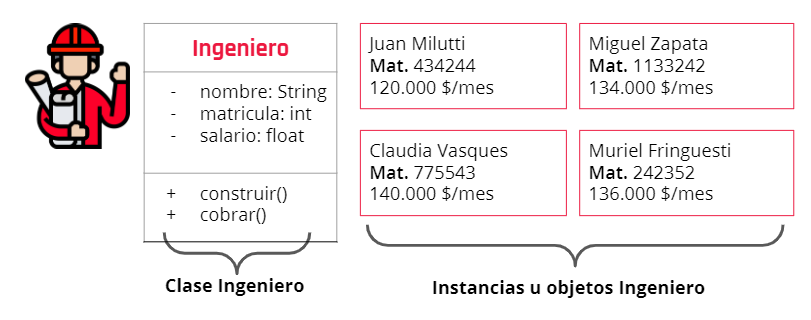 Ingeniero
- nombre: String
- matricula: int
- salario: float
+ construir()
+ cobrar()
Clase Ingeniero
Juan Milutti
Mat. 434244
120.000 $/mes
Miguel Zapata
Mat. 1133242
134.000 $/mes
Claudia Vasques
Mat. 775543
140.000 $/mes
Muriel Fringuesti
Mat. 242352
136.000 $/mes
Instancias u objetos Ingeniero